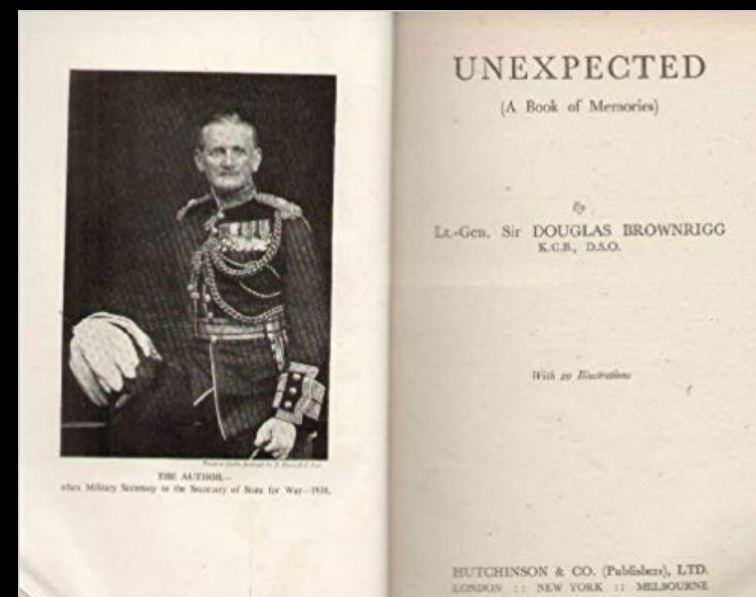 THE AUTHOR—
when Military Secretary to the Secretary of State for War—1938.
UNEXPECTED
(A Book of Memories)
By
Lt.-Gen. Sir DOUGLAS BROWNRIGG
K.C.B., D.S.O.
With 20 Illustrations
HUTCHINSON & CO. (Publishers), LTD.
LONDON :: NEW YORK :: MELBOURNE